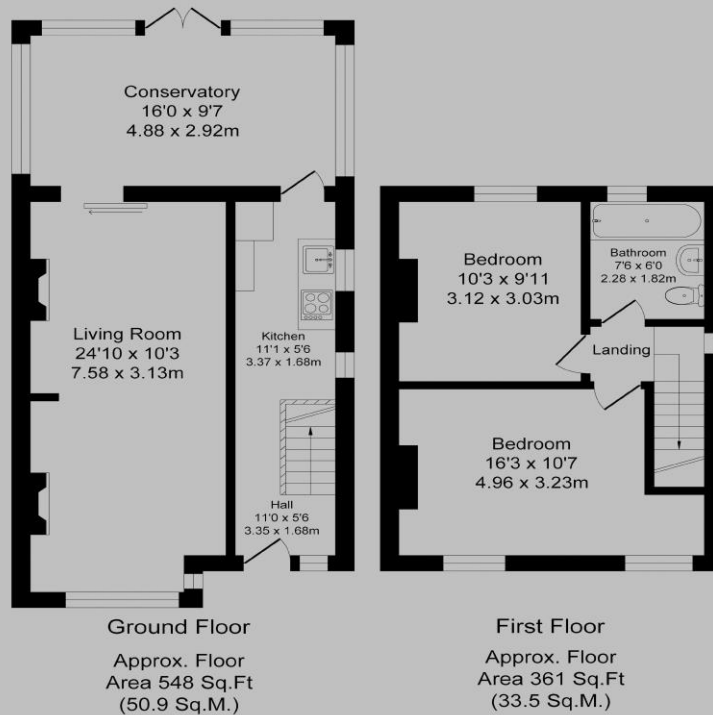 Conservatory
16'0 x 9'7
4.88 x 2.92m
Living Room
24'10 x 10'3
7.58 x 3.13m
Kitchen
11'1 x 5'6
3.37 x 1.68m
Hall
11'0 x 5'6
3.35 x 1.68m
Ground Floor
Approx. Floor
Area 548 Sq.Ft
(50.9 Sq.M.)
Bedroom
10'3 x 9'11
3.12 x 3.03m
Bathroom
7'6 x 6'0
2.28 x 1.82m
Landing
Bedroom
16'3 x 10'7
4.96 x 3.23m
First Floor
Approx. Floor
Area 361 Sq.Ft
(33.5 Sq.M.)